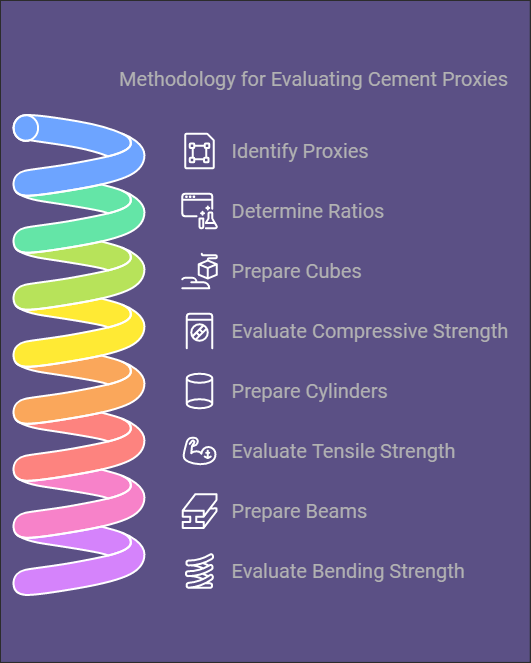 Methodology for Evaluating Cement Proxies
Identify Proxies
Determine Ratios
Prepare Cubes
Evaluate Compressive Strength
Prepare Cylinders
Evaluate Tensile Strength
Prepare Beams
Evaluate Bending Strength